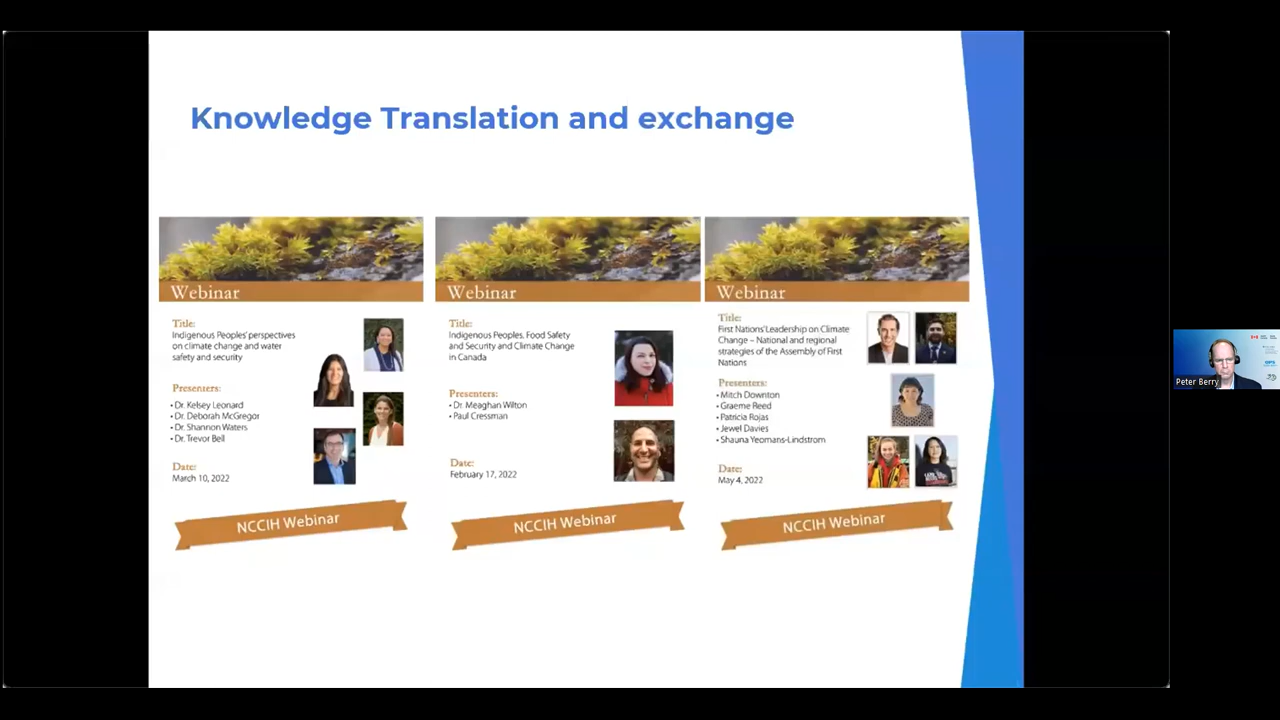 Knowledge Translation and exchange
Webinar
Title:
Indigenous Peoples' perspectives
on climate change and water
safety and security
Presenters:
• Dr. Kelsey Leonard
• Dr. Deborah McGregor
• Dr. Shannon Waters
• Dr. Trevor Bell
Date:
March 10, 2022
NCCIH Webinar
Webinar
Title:
Indigenous Peoples, Food Safety
and Security and Climate Change
in Canada
Presenters:
• Dr. Meaghan Wilton
• Paul Cressman
Date:
February 17, 2022
NCCIH Webinar
Webinar
Title:
First Nations' Leadership on Climate
Change – National and regional
strategies of the Assembly of First
Nations
Presenters:
• Mitch Downton
• Graeme Reed
• Patricia Rojas
• Jewel Davies
• Shauna Yeomans-Lindstrom
Date:
May 4, 2022
NCCIH Webinar
Peter Berry